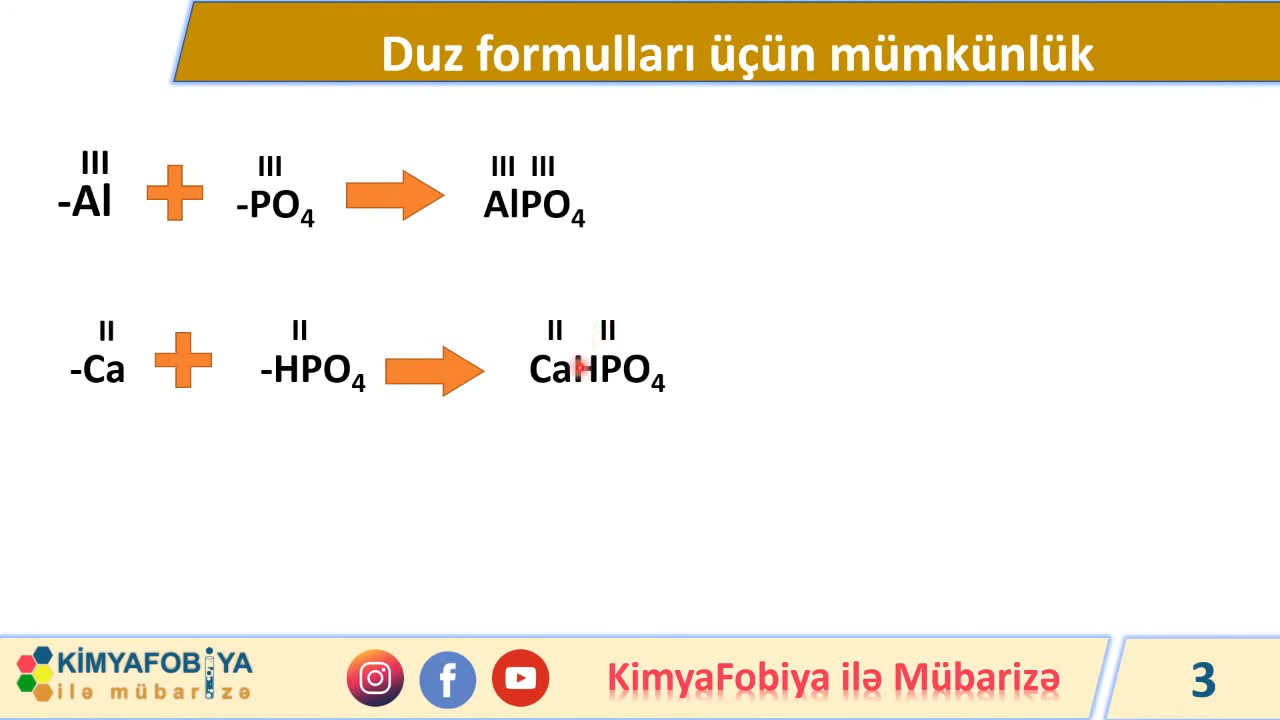 Duz formulları üçün mümkünlük
III III III III
-Al -PO₄ AlPO₄
II II II II
-Ca -HPO₄ CaHPO₄
KİMYAFOBİYA
ilə mübarizə
KimyaFobiya ilə Mübarizə
3